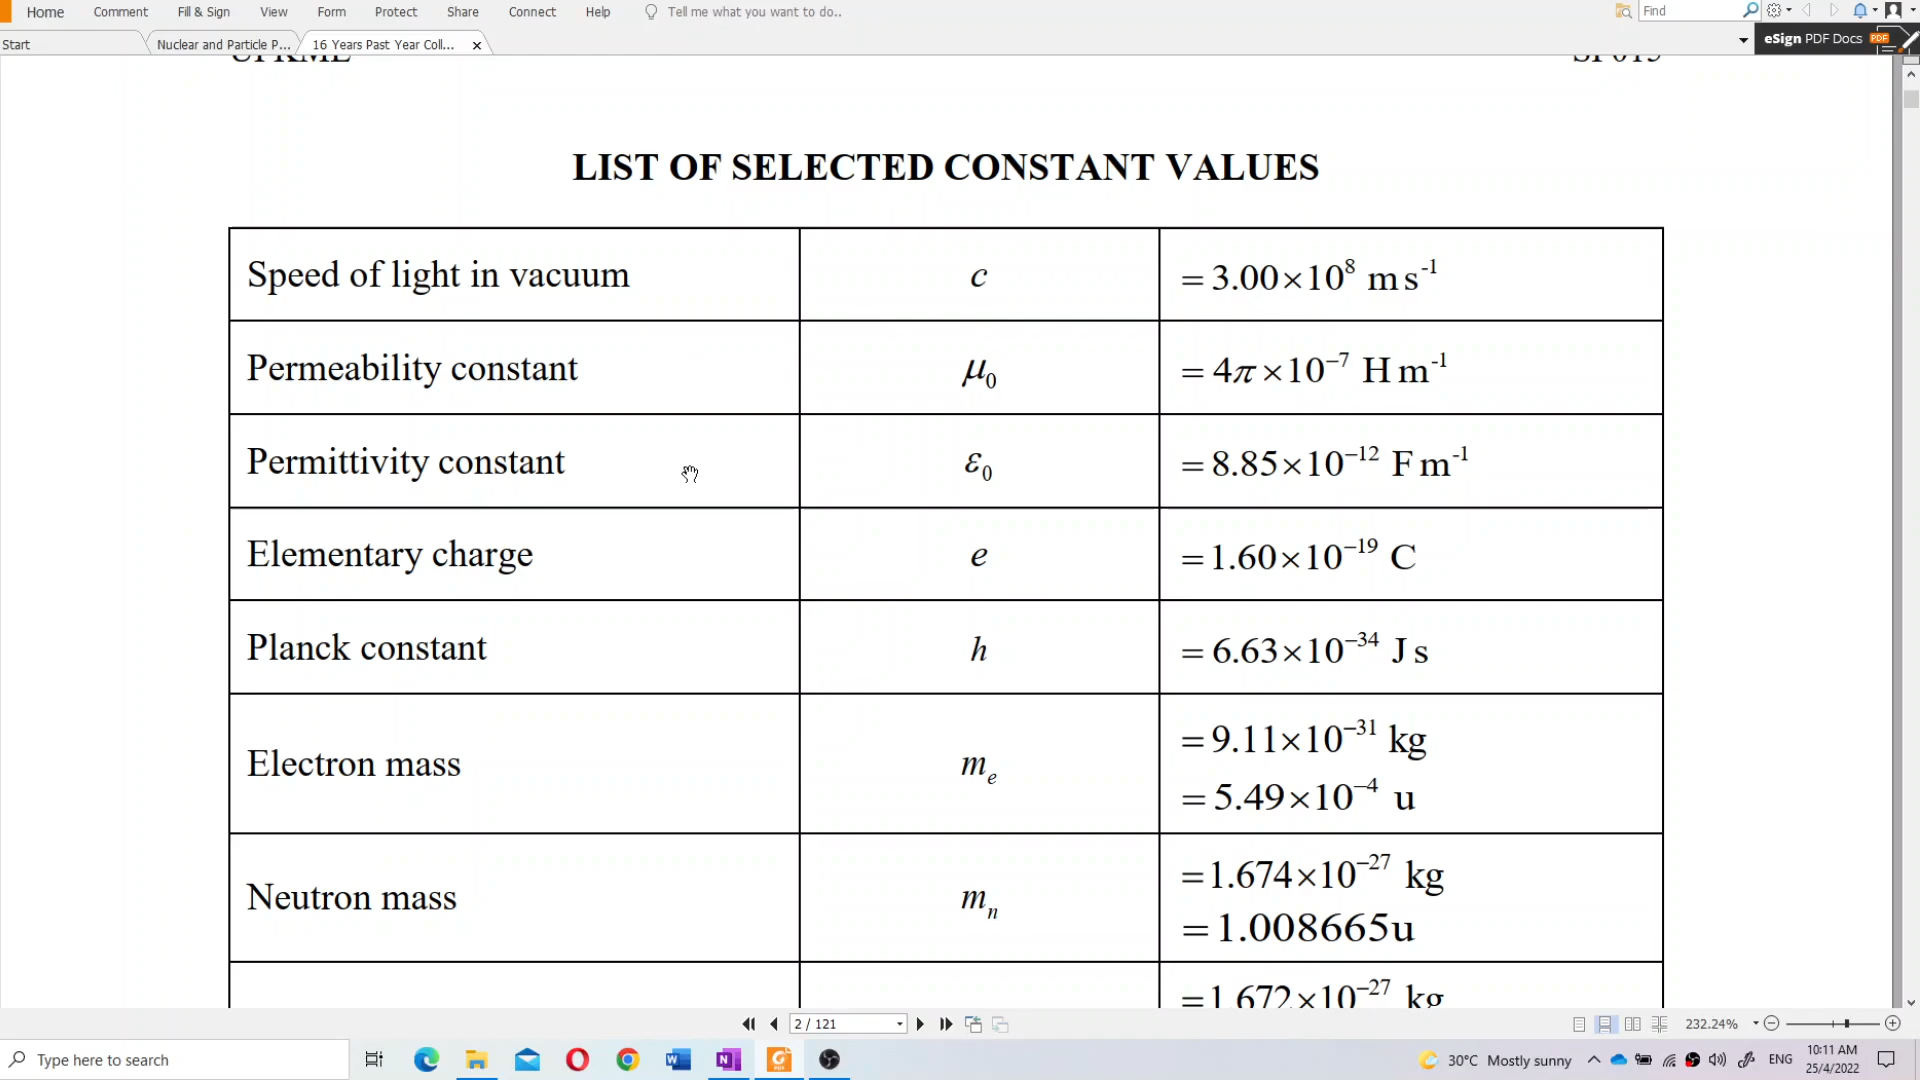 Home Comment Fill & Sign View Form Protect Share Connect Help Tell me what you want to do.. Find
Start Nuclear and Particle P... 16 Years Past Year Coll... × eSign PDF Docs PDF
LIST OF SELECTED CONSTANT VALUES
Speed of light in vacuum c = 3.00×10⁸ m s⁻¹
Permeability constant μ₀ = 4π×10⁻⁷ H m⁻¹
Permittivity constant ε₀ = 8.85×10⁻¹² F m⁻¹
Elementary charge e = 1.60×10⁻¹⁹ C
Planck constant h = 6.63×10⁻³⁴ J s
Electron mass mₑ = 9.11×10⁻³¹ kg
= 5.49×10⁻⁴ u
Neutron mass mₙ = 1.674×10⁻²⁷ kg
= 1.008665u
= 1.672×10⁻²⁷ kg
2 / 121 232.24%
Type here to search 30°C Mostly sunny ENG 10:11 AM
25/4/2022